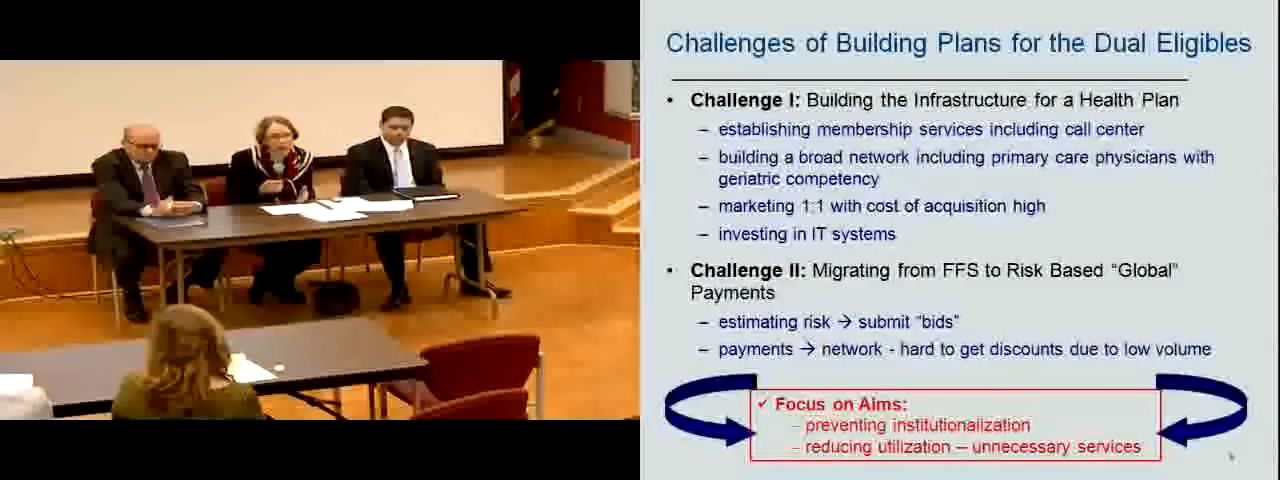 Challenges of Building Plans for the Dual Eligibles
• Challenge I: Building the Infrastructure for a Health Plan
– establishing membership services including call center
– building a broad network including primary care physicians with
geriatric competency
– marketing 1:1 with cost of acquisition high
– investing in IT systems
• Challenge II: Migrating from FFS to Risk Based “Global”
Payments
– estimating risk → submit “bids”
– payments → network - hard to get discounts due to low volume
✓ Focus on Aims:
– preventing institutionalization
– reducing utilization – unnecessary services